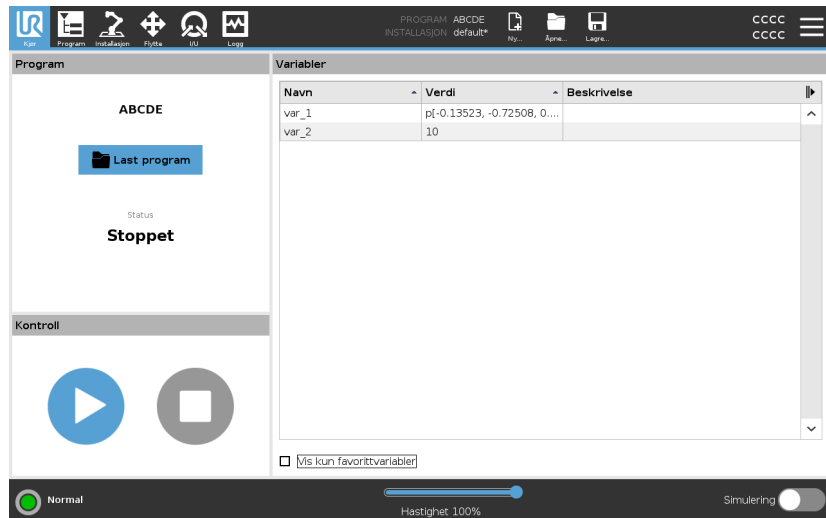 UR
Kjør
Program
Installasjon
Flytte
I/U
Logg
PROGRAM ABCDE
INSTALLASJON default*
Ny...
Åpne...
Lagre...
cccc
cccc
Program
ABCDE
Last program
Status
Stoppet
Kontroll
Variabler
Navn Verdi Beskrivelse
var_1 p[-0.13523, -0.72508, 0....
var_2 10
Vis kun favorittvariabler
Normal
Hastighet 100%
Simulering